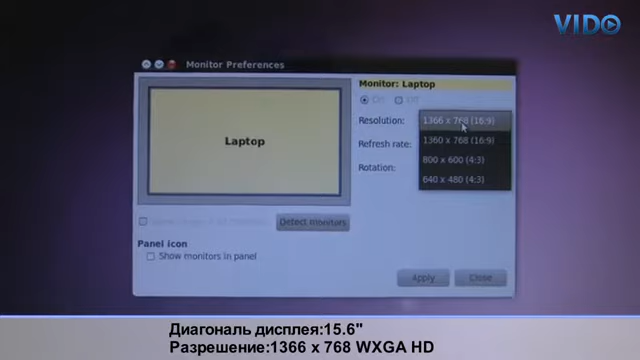 VIDO
Monitor Preferences
Monitor: Laptop
On Off
Laptop
Resolution:
1366 x 768 (16:9)
1360 x 768 (16:9)
Refresh rate:
800 x 600 (4:3)
Rotation:
640 x 480 (4:3)
Detect monitors
Panel icon
Show monitors in panel
Apply Close
Диагональ дисплея:15.6"
Разрешение:1366 x 768 WXGA HD